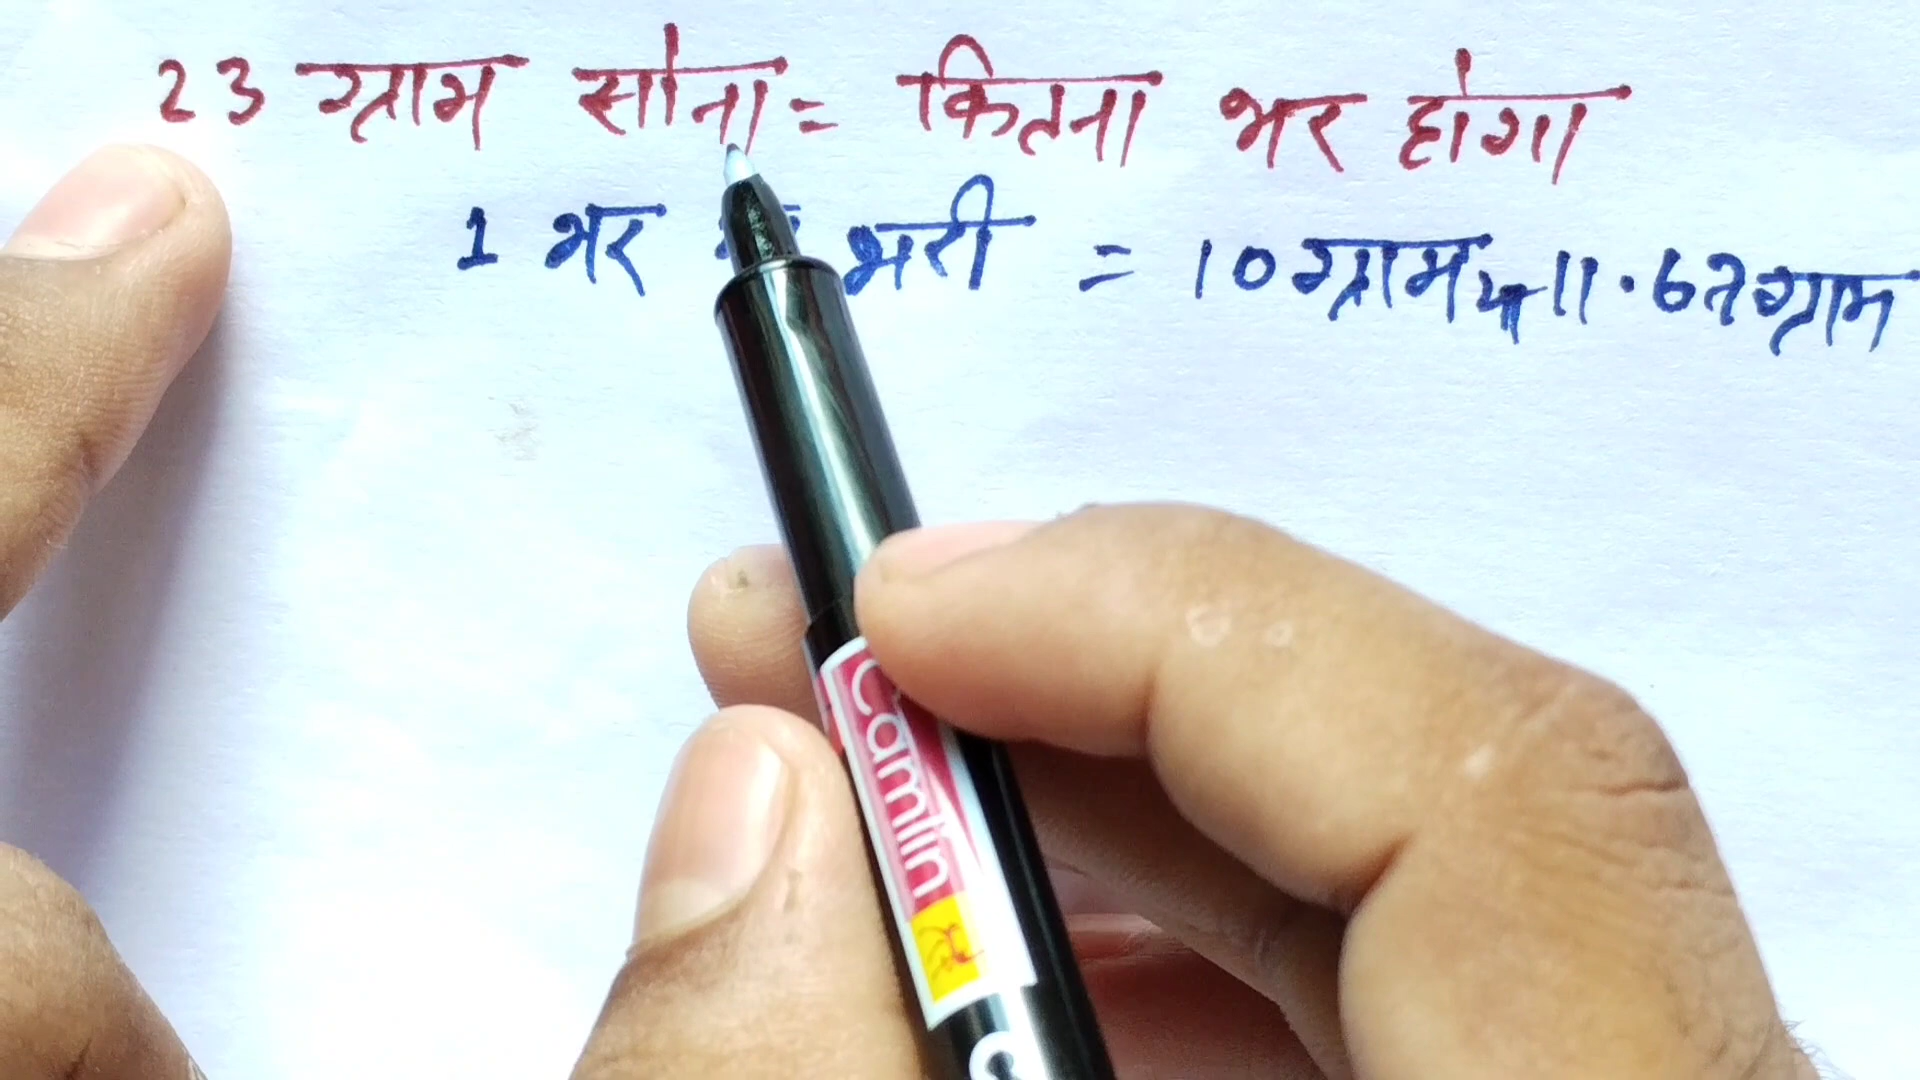 23 ग्राम सोना = कितना भर होगा
1 भर भरी = 10 ग्राम या 11.67 ग्राम
Camlin